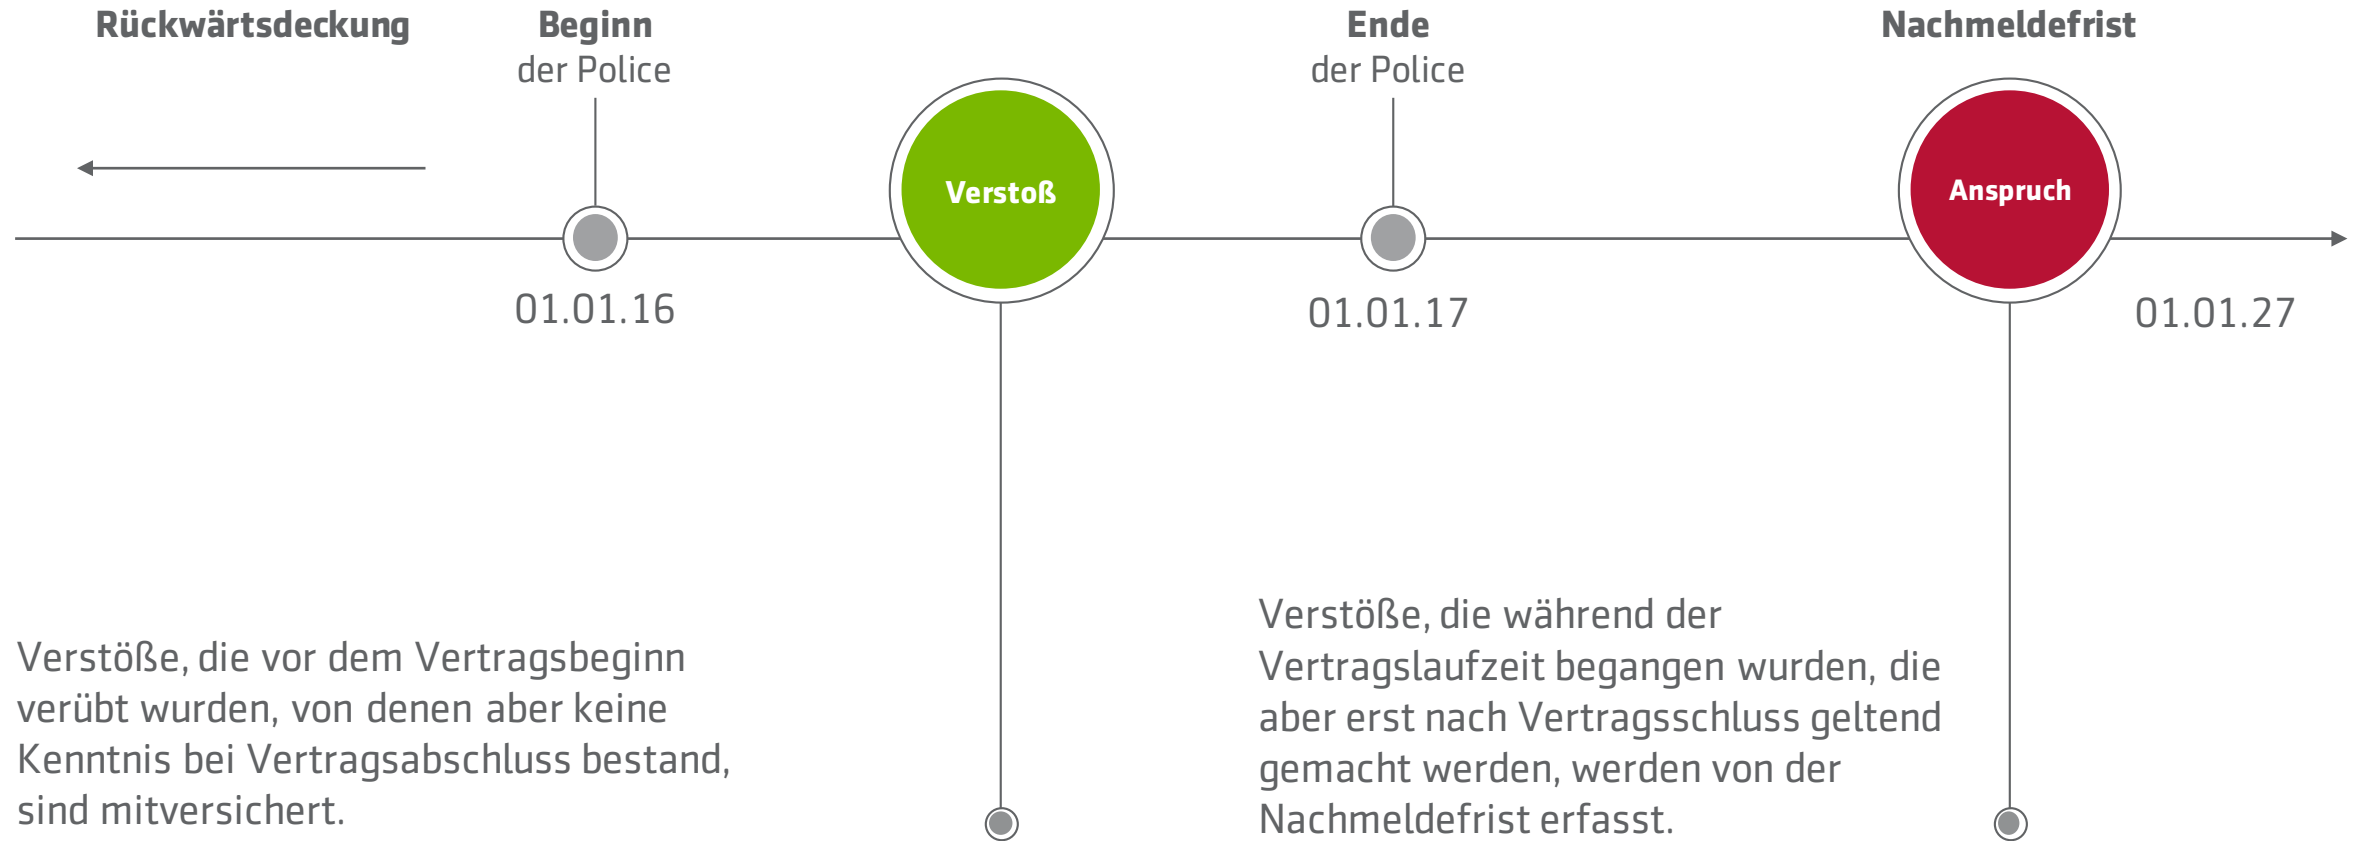 Rückwärtsdeckung
Beginn
der Police
Ende
der Police
Nachmeldefrist
Verstoß
Anspruch
01.01.16
01.01.17
01.01.27
Verstöße, die vor dem Vertragsbeginn
verübt wurden, von denen aber keine
Kenntnis bei Vertragsabschluss bestand,
sind mitversichert.
Verstöße, die während der
Vertragslaufzeit begangen wurden, die
aber erst nach Vertragsschluss geltend
gemacht werden, werden von der
Nachmeldefrist erfasst.